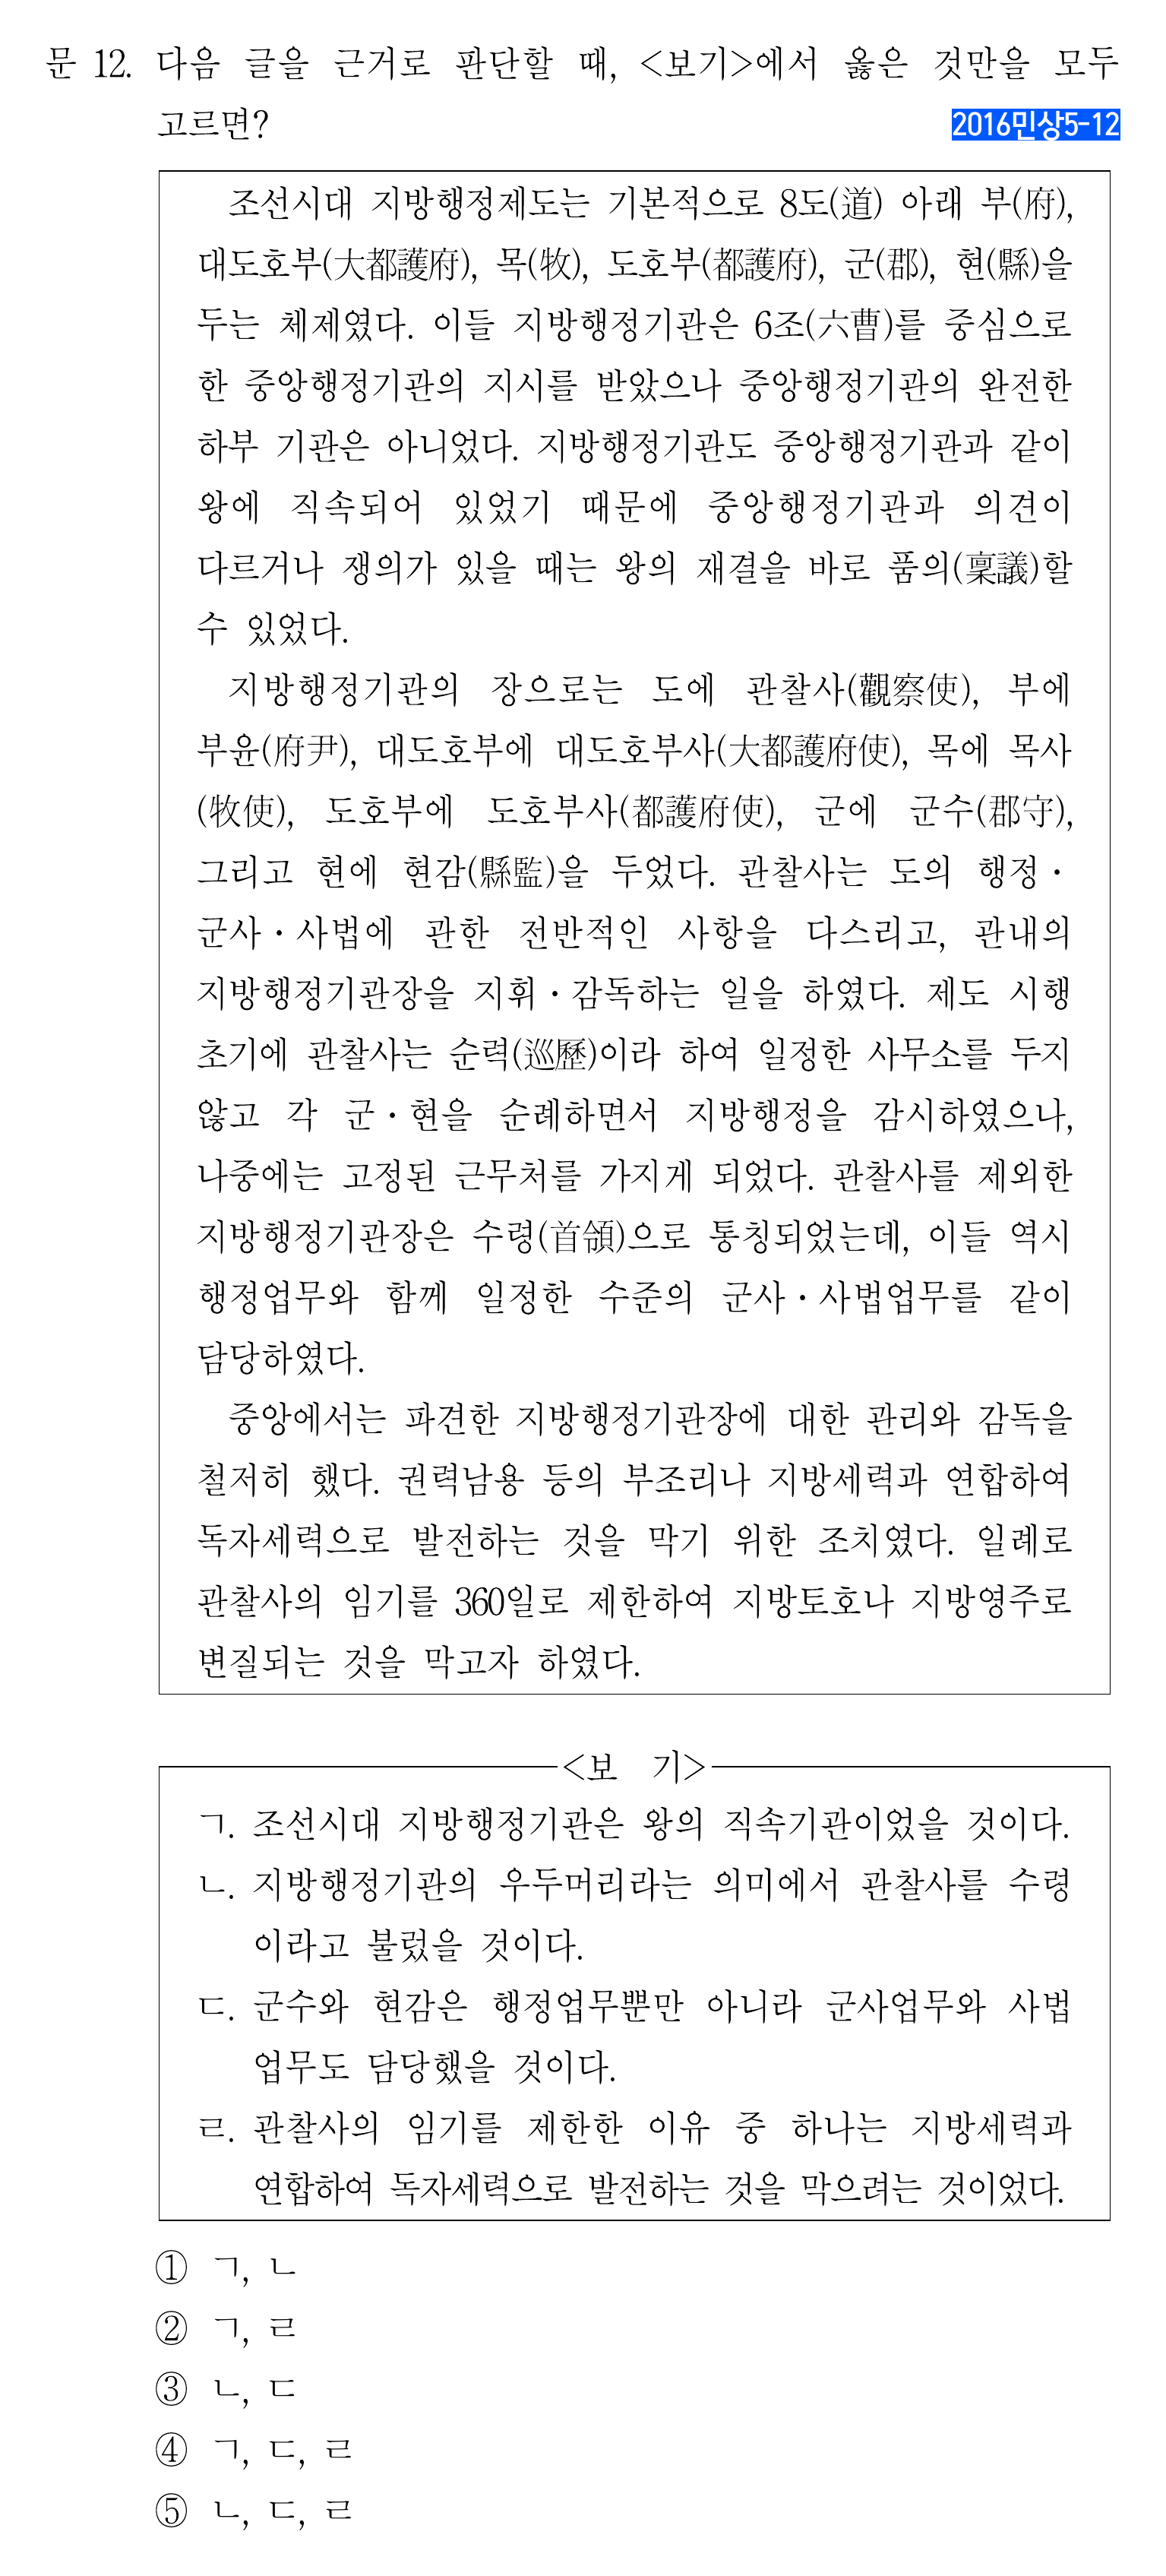 문 12. 다음 글을 근거로 판단할 때, <보기>에서 옳은 것만을 모두
고르면?
2016민상5-12
조선시대 지방행정제도는 기본적으로 8도(道) 아래 부(府),
대도호부(大都護府), 목(牧), 도호부(都護府), 군(郡), 현(縣)을
두는 체제였다. 이들 지방행정기관은 6조(六曹)를 중심으로
한 중앙행정기관의 지시를 받았으나 중앙행정기관의 완전한
하부 기관은 아니었다. 지방행정기관도 중앙행정기관과 같이
왕에 직속되어 있었기 때문에 중앙행정기관과 의견이
다르거나 쟁의가 있을 때는 왕의 재결을 바로 품의(稟議)할
수 있었다.
지방행정기관의 장으로는 도에 관찰사(觀察使), 부에
부윤(府尹), 대도호부에 대도호부사(大都護府使), 목에 목사
(牧使), 도호부에 도호부사(都護府使), 군에 군수(郡守),
그리고 현에 현감(縣監)을 두었다. 관찰사는 도의 행정·
군사·사법에 관한 전반적인 사항을 다스리고, 관내의
지방행정기관장을 지휘·감독하는 일을 하였다. 제도 시행
초기에 관찰사는 순력(巡歷)이라 하여 일정한 사무소를 두지
않고 각 군·현을 순례하면서 지방행정을 감시하였으나,
나중에는 고정된 근무처를 가지게 되었다. 관찰사를 제외한
지방행정기관장은 수령(首領)으로 통칭되었는데, 이들 역시
행정업무와 함께 일정한 수준의 군사·사법업무를 같이
담당하였다.
중앙에서는 파견한 지방행정기관장에 대한 관리와 감독을
철저히 했다. 권력남용 등의 부조리나 지방세력과 연합하여
독자세력으로 발전하는 것을 막기 위한 조치였다. 일례로
관찰사의 임기를 360일로 제한하여 지방토호나 지방영주로
변질되는 것을 막고자 하였다.
<보 기>
ㄱ. 조선시대 지방행정기관은 왕의 직속기관이었을 것이다.
ㄴ. 지방행정기관의 우두머리라는 의미에서 관찰사를 수령
이라고 불렀을 것이다.
ㄷ. 군수와 현감은 행정업무뿐만 아니라 군사업무와 사법
업무도 담당했을 것이다.
ㄹ. 관찰사의 임기를 제한한 이유 중 하나는 지방세력과
연합하여 독자세력으로 발전하는 것을 막으려는 것이었다.
① ㄱ, ㄴ
② ㄱ, ㄹ
③ ㄴ, ㄷ
④ ㄱ, ㄷ, ㄹ
⑤ ㄴ, ㄷ, ㄹ